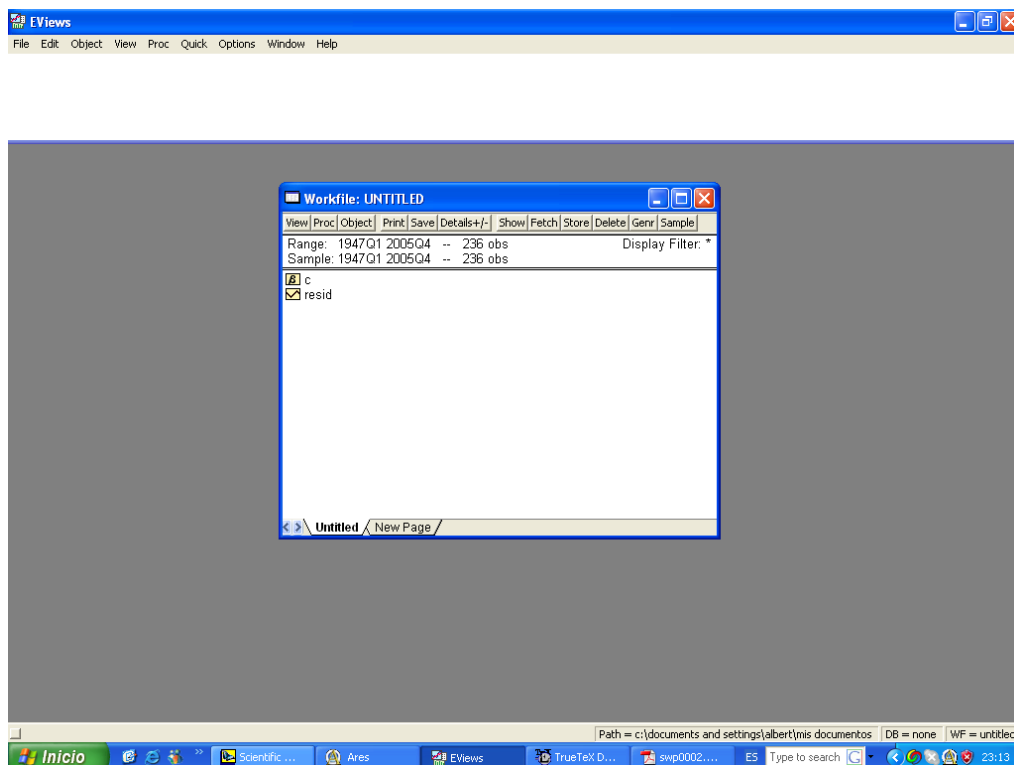 EViews
File Edit Object View Proc Quick Options Window Help
Workfile: UNTITLED
View Proc Object Print Save Details+/- Show Fetch Store Delete Genr Sample
Range: 1947Q1 2005Q4 -- 236 obs Display Filter: *
Sample: 1947Q1 2005Q4 -- 236 obs
β c
resid
Untitled New Page
Path = c:\documents and settings\albert\mis documentos DB = none WF = untitled
Inicio » Scientific ... Ares EViews TrueTeX D... swp0002.... ES Type to search G 23:13